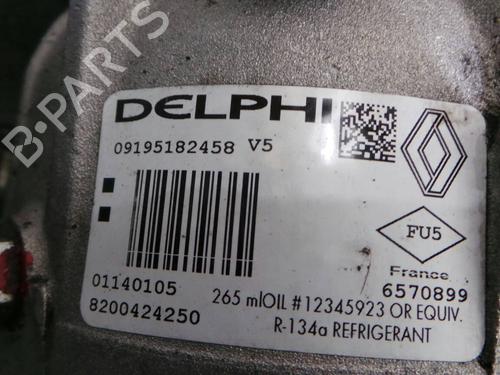 B-PARTS
DELPHI
09195182458 V5
FU5
France
01140105
6570899
8200424250
265 mlOIL #12345923 OR EQUIV.
R-134a REFRIGERANT